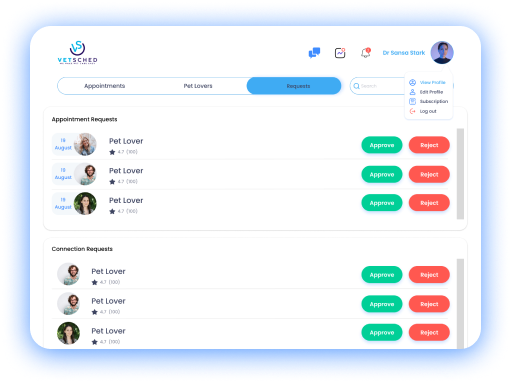 VETSCHED
Dr Sansa Stark
Appointments
Pet Lovers
Requests
Search
View Profile
Edit Profile
Subscription
Log out
Appointment Requests
19
August
Pet Lover
4.7 (100)
Approve
Reject
18
August
Pet Lover
4.7 (100)
Approve
Reject
19
August
Pet Lover
4.7 (100)
Approve
Reject
Connection Requests
Pet Lover
4.7 (100)
Approve
Reject
Pet Lover
4.7 (100)
Approve
Reject
Pet Lover
4.7 (100)
Approve
Reject